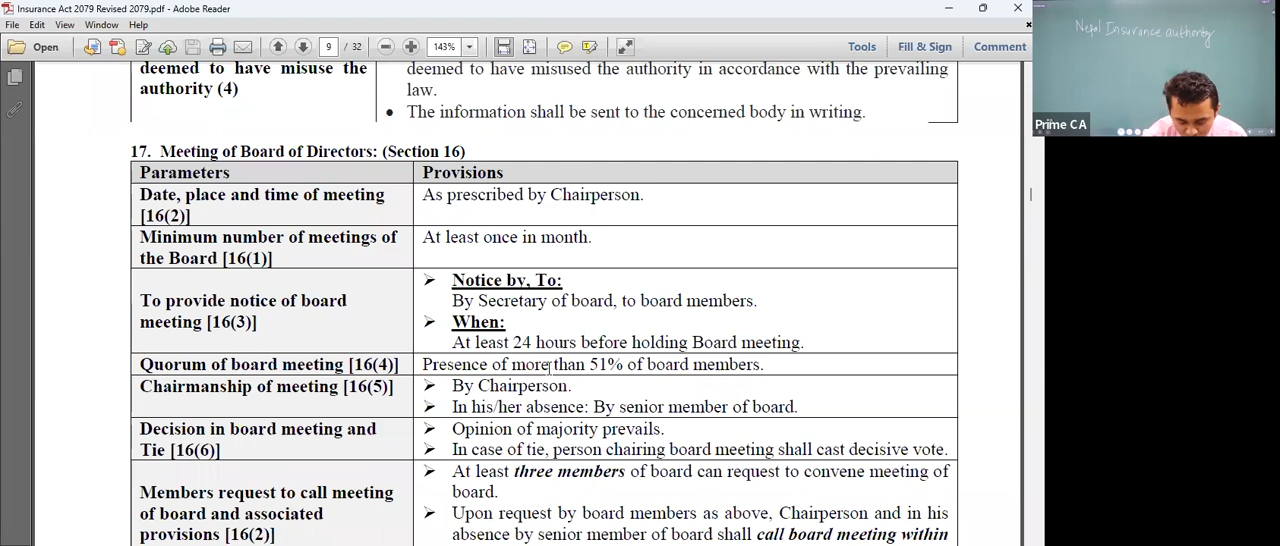 Insurance Act 2079 Revised 2079.pdf - Adobe Reader
File Edit View Window Help
Open 9 / 32 143% Tools Fill & Sign Comment
deemed to have misuse the
authority (4)
deemed to have misused the authority in accordance with the prevailing
law.
● The information shall be sent to the concerned body in writing.
17. Meeting of Board of Directors: (Section 16)
Parameters Provisions
Date, place and time of meeting
[16(2)]
As prescribed by Chairperson.
Minimum number of meetings of
the Board [16(1)]
At least once in month.
To provide notice of board
meeting [16(3)]
➢ Notice by, To:
By Secretary of board, to board members.
➢ When:
At least 24 hours before holding Board meeting.
Quorum of board meeting [16(4)] Presence of more than 51% of board members.
Chairmanship of meeting [16(5)]
➢ By Chairperson.
➢ In his/her absence: By senior member of board.
Decision in board meeting and
Tie [16(6)]
➢ Opinion of majority prevails.
➢ In case of tie, person chairing board meeting shall cast decisive vote.
Members request to call meeting
of board and associated
provisions [16(2)]
➢ At least three members of board can request to convene meeting of
board.
➢ Upon request by board members as above, Chairperson and in his
absence by senior member of board shall call board meeting within
Nepal Insurance authority
Prime CA